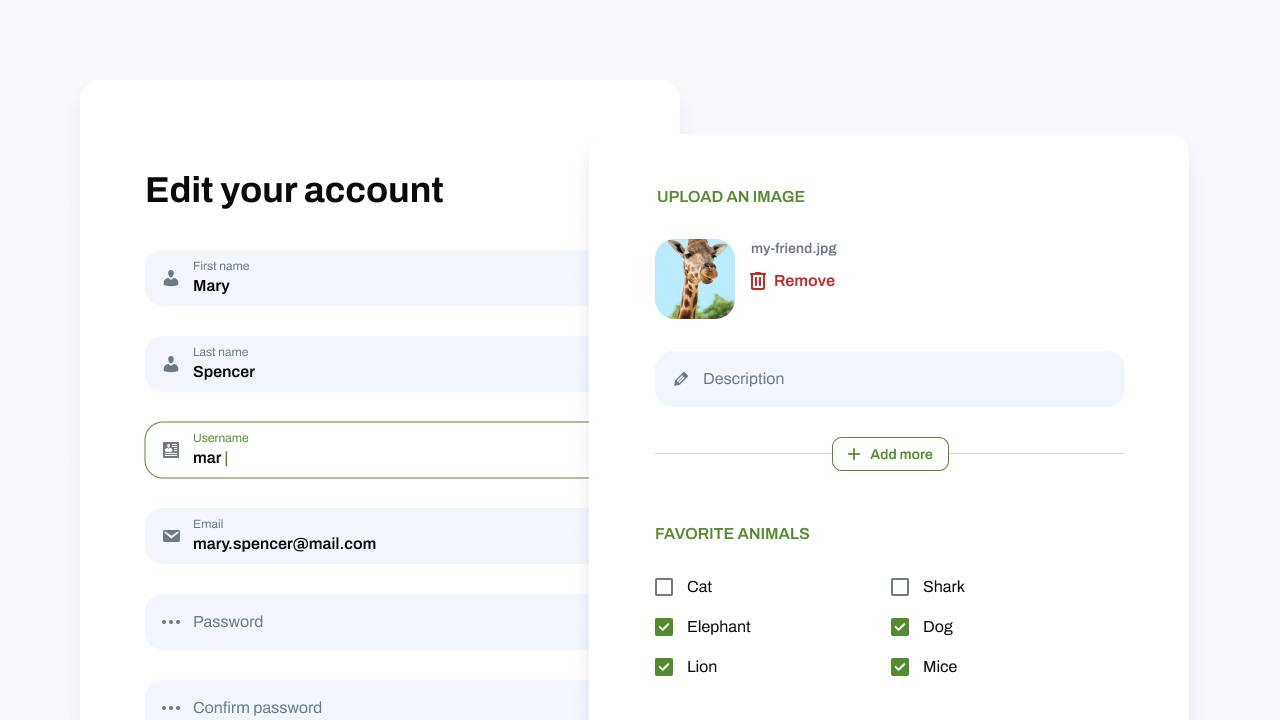 Edit your account
First name
Mary
Last name
Spencer
Username
mar
Email
mary.spencer@mail.com
Password
Confirm password
UPLOAD AN IMAGE
my-friend.jpg
Remove
Description
Add more
FAVORITE ANIMALS
Cat
Shark
Elephant
Dog
Lion
Mice